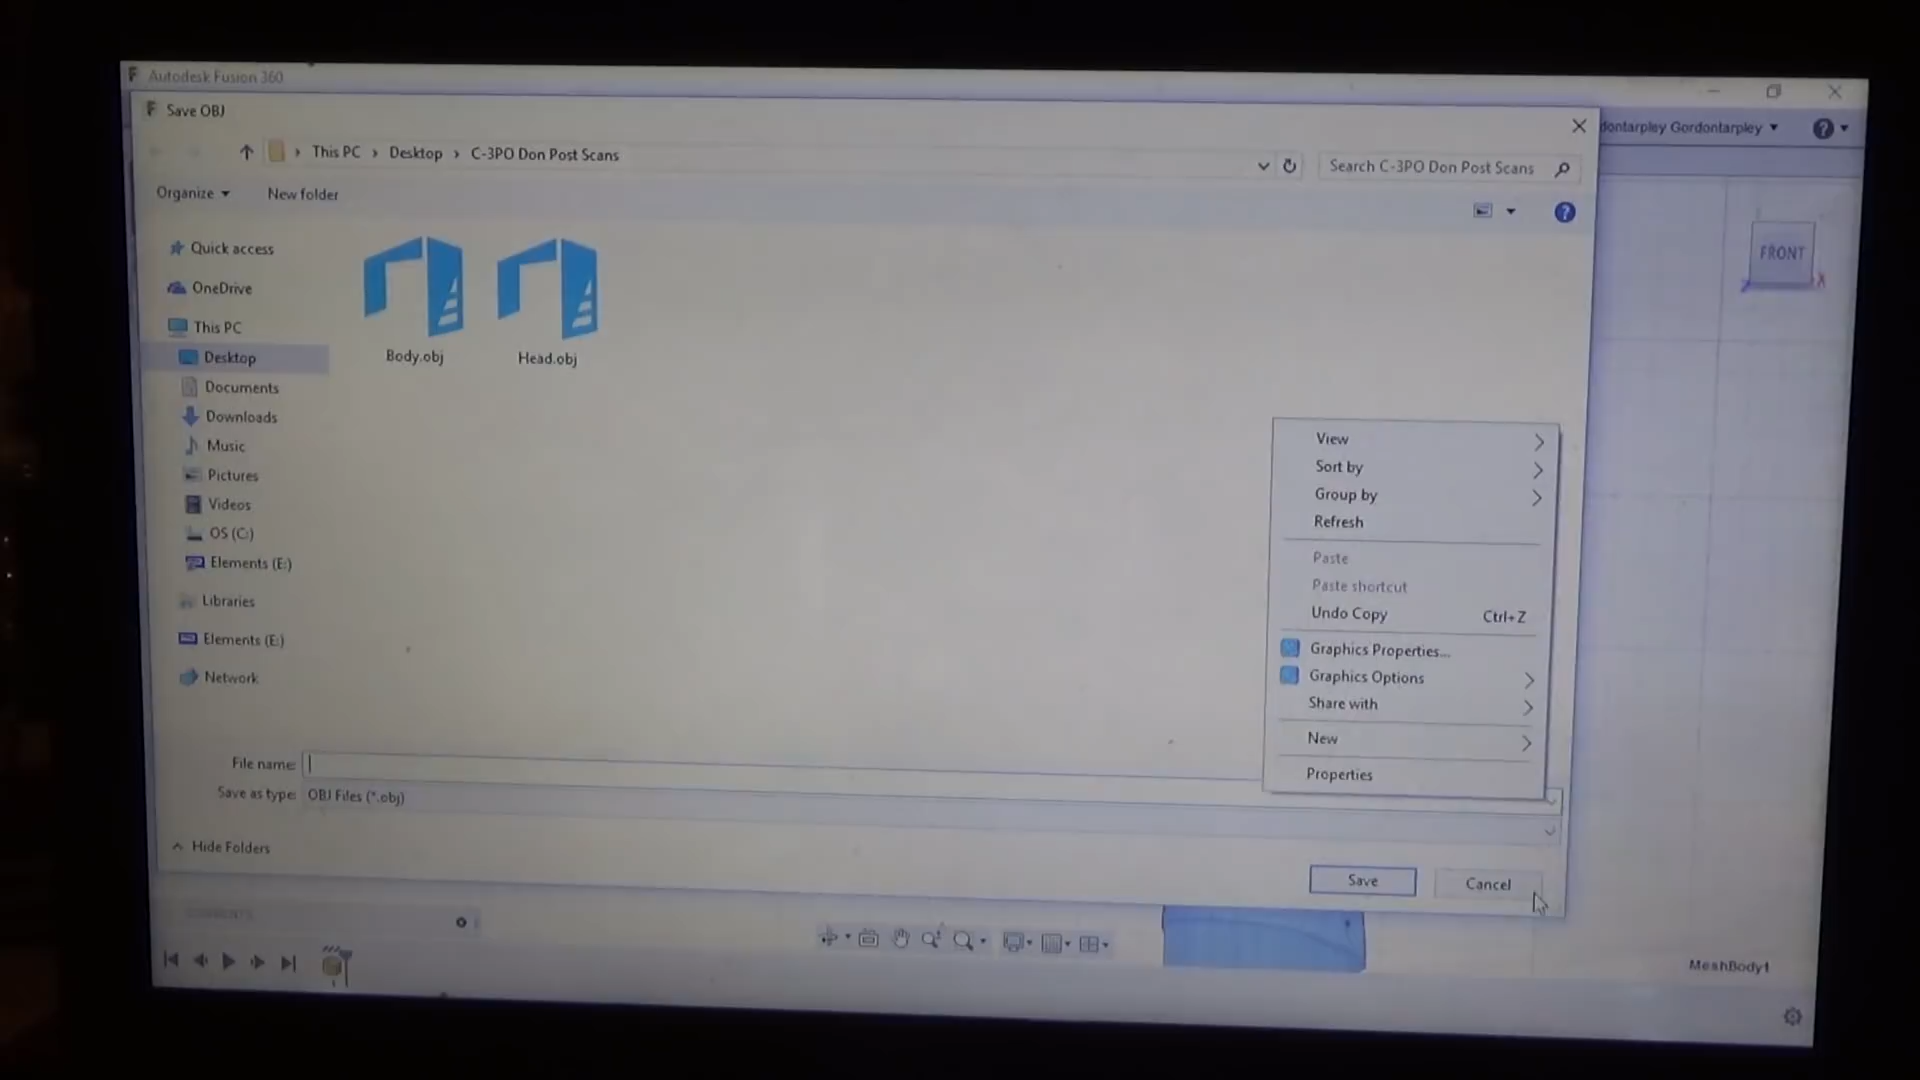 Autodesk Fusion 360
Save OBJ
dontarpley Gordontarpley
This PC > Desktop > C-3PO Don Post Scans
Search C-3PO Don Post Scans
Organize
New folder
FRONT
X
Quick access
OneDrive
This PC
Desktop
Documents
Downloads
Music
Pictures
Videos
OS (C:)
Elements (E:)
Libraries
Elements (E:)
Network
Body.obj
Head.obj
View
Sort by
Group by
Refresh
Paste
Paste shortcut
Undo Copy Ctrl+Z
Graphics Properties...
Graphics Options
Share with
New
Properties
File name:
Save as type: OBJ Files (*.obj)
Hide Folders
Save
Cancel
COMMENTS
MeshBody1